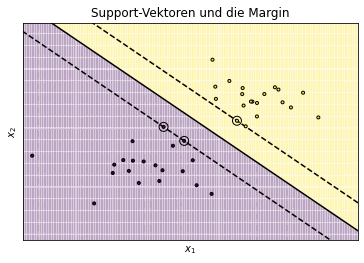 Support-Vektoren und die Margin
x₂
x₁